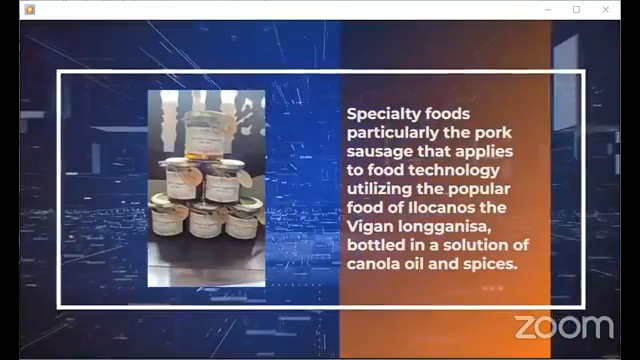 Specialty foods
particularly the pork
sausage that applies
to food technology
utilizing the popular
food of Ilocanos the
Vigan longganisa,
bottled in a solution of
canola oil and spices.
zoom